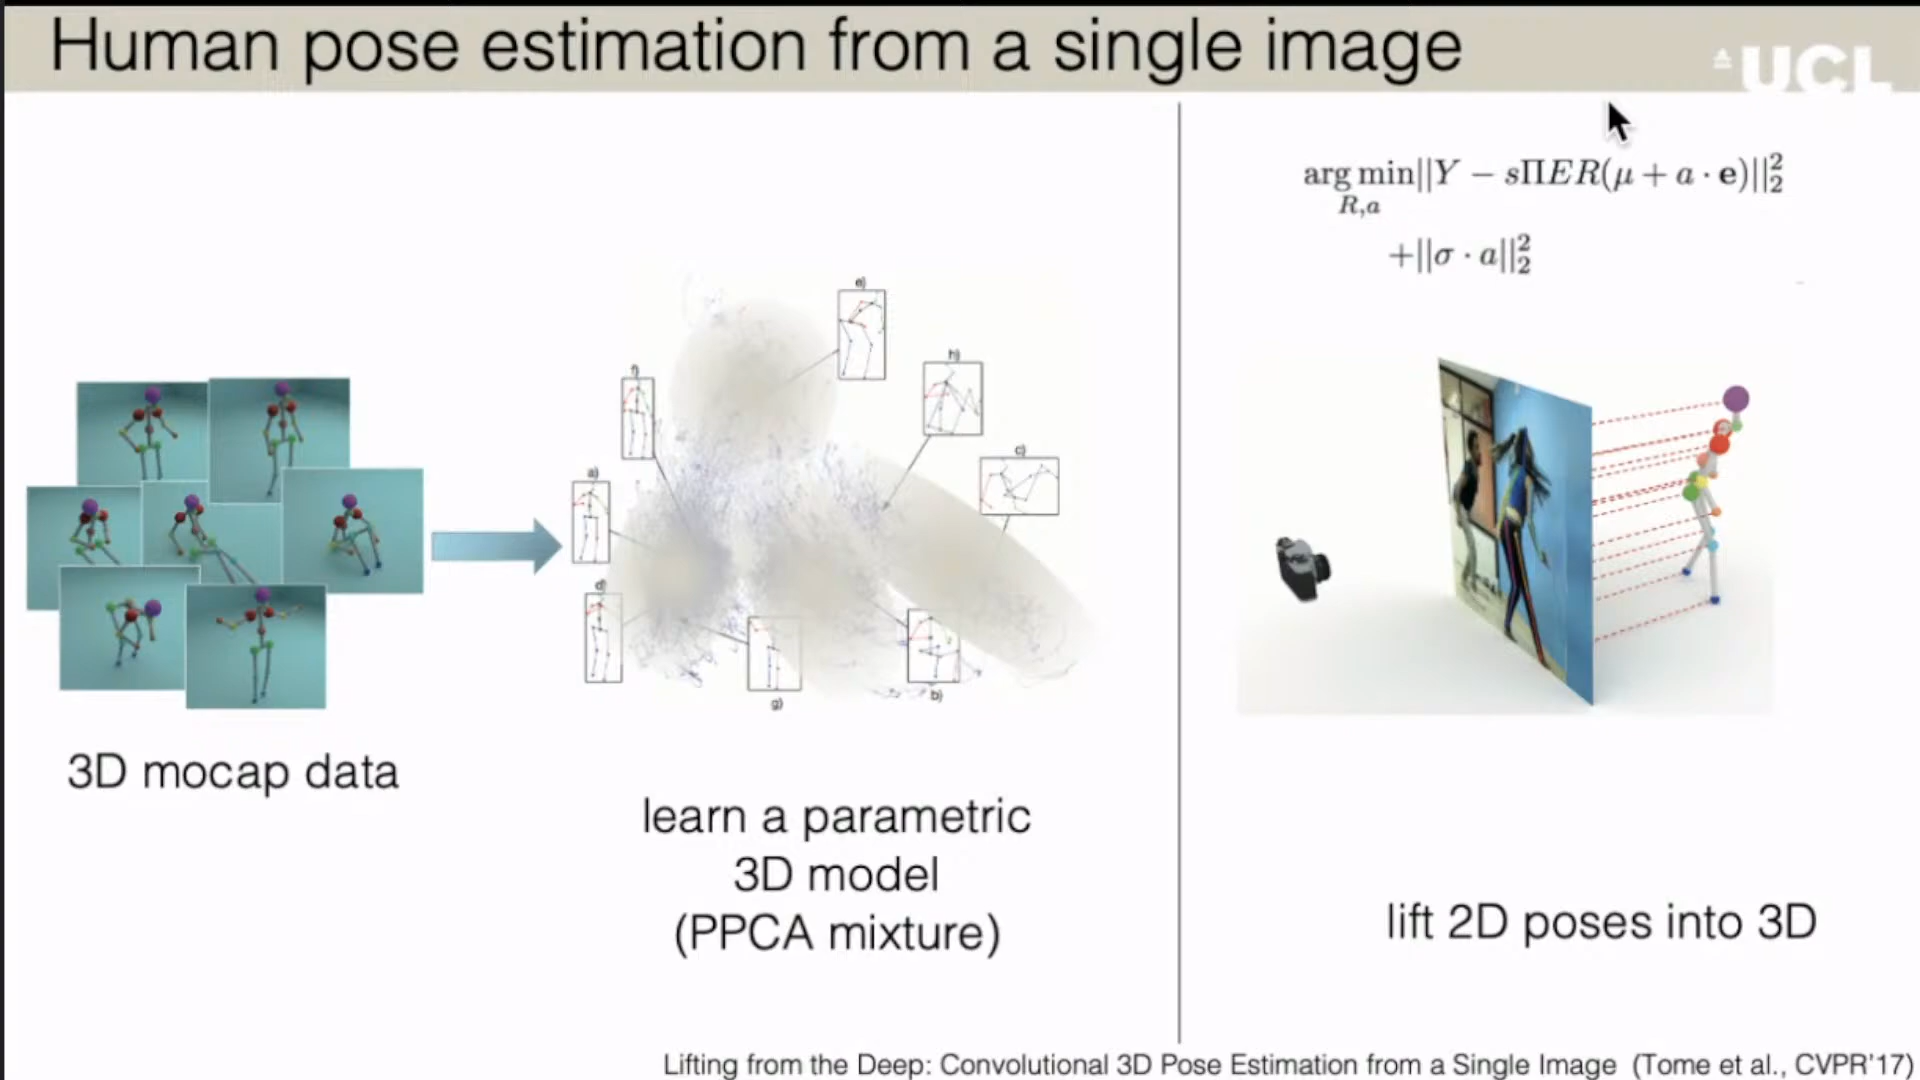 Human pose estimation from a single image
UCL
arg min||Y − sΠER(μ + a · e)||₂²
R,a
+||σ · a||₂²
e)
h)
f)
c)
a)
d)
g)
b)
3D mocap data
learn a parametric
3D model
(PPCA mixture)
lift 2D poses into 3D
Lifting from the Deep: Convolutional 3D Pose Estimation from a Single Image (Tome et al., CVPR'17)